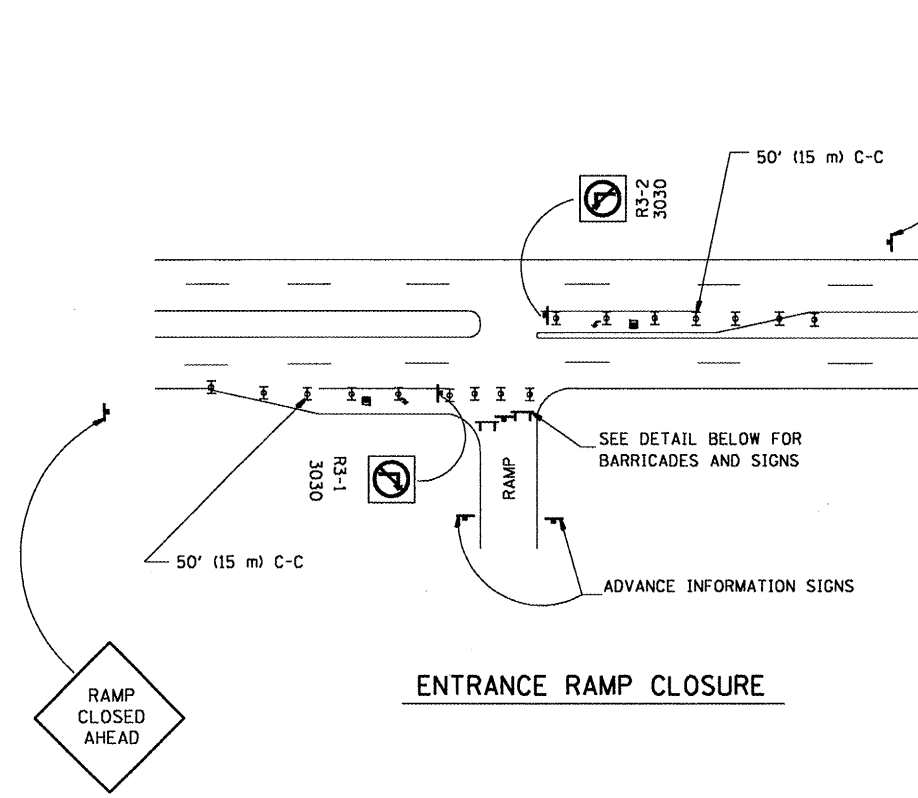 50' (15 m) C-C
R3-2
3030
SEE DETAIL BELOW FOR
BARRICADES AND SIGNS
RAMP
R3-1
3030
50' (15 m) C-C
ADVANCE INFORMATION SIGNS
ENTRANCE RAMP CLOSURE
RAMP
CLOSED
AHEAD